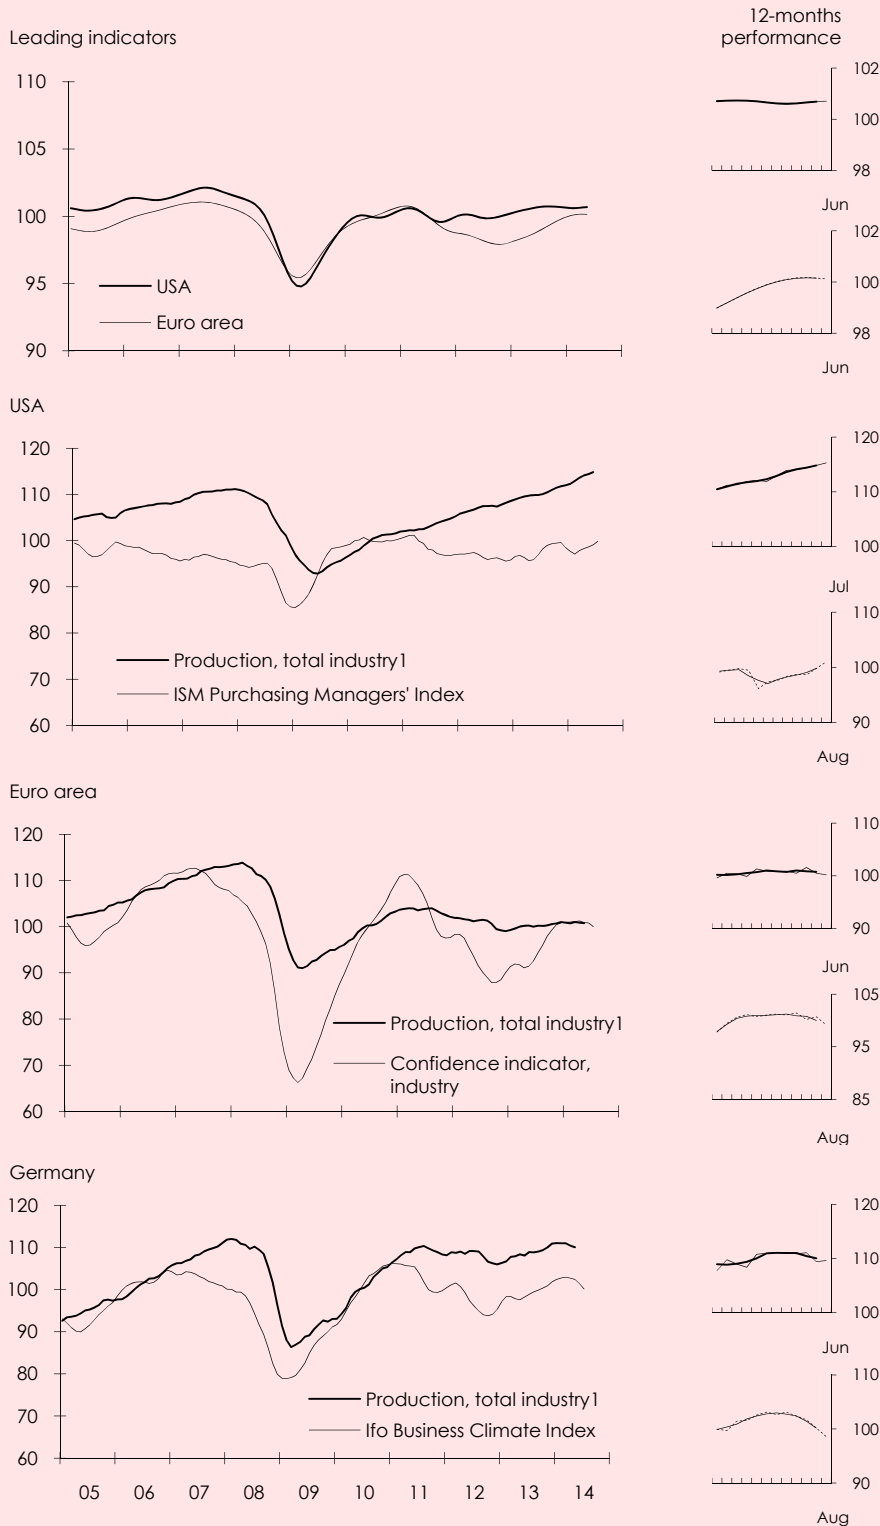 12-months
performance
Leading indicators
110
105
100
95
90
USA
Euro area
102
100
98
Jun
102
100
98
Jun
USA
120
110
100
90
80
70
60
Production, total industry1
ISM Purchasing Managers' Index
120
110
100
Jul
110
100
90
Aug
Euro area
120
110
100
90
80
70
60
Production, total industry1
Confidence indicator,
industry
110
100
90
Jun
105
95
85
Aug
Germany
120
110
100
90
80
70
60
Production, total industry1
Ifo Business Climate Index
05 06 07 08 09 10 11 12 13 14
120
110
100
Jun
110
100
90
Aug